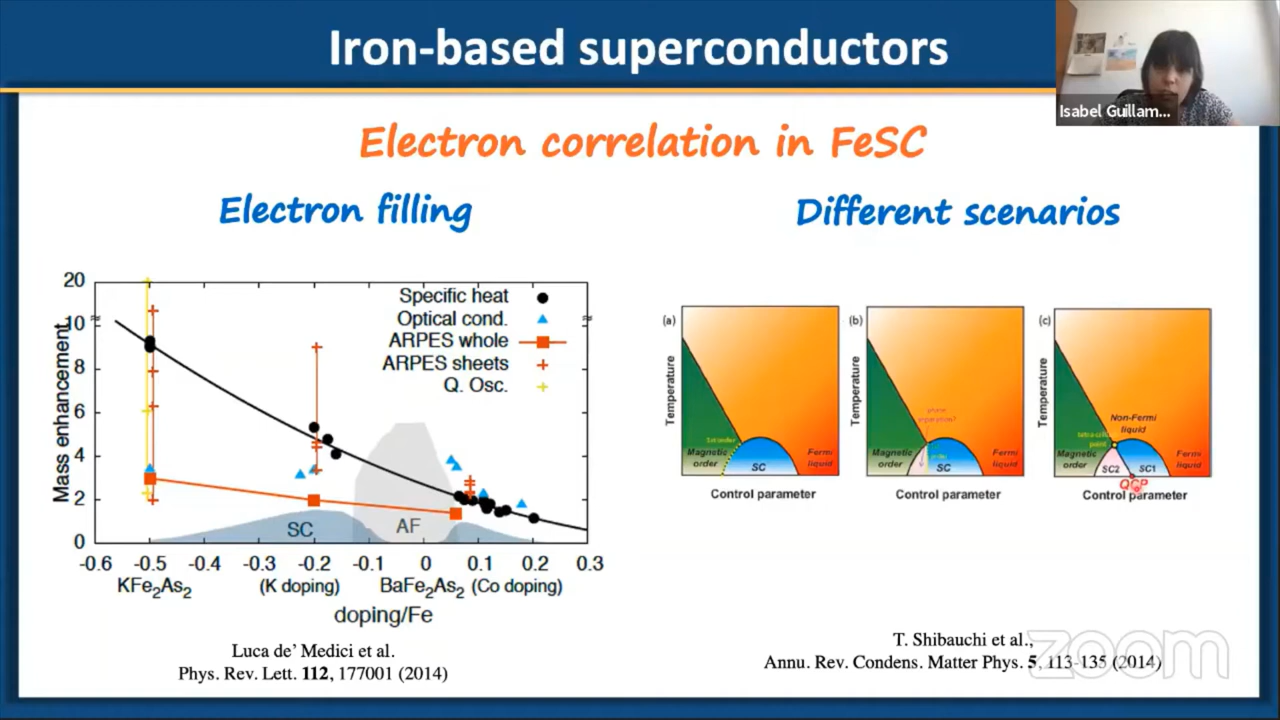 Iron-based superconductors
Isabel Guillam...
Electron correlation in FeSC
Electron filling
Different scenarios
20
10
8
6
4
2
0
Mass enhancement
Specific heat
Optical cond.
ARPES whole
ARPES sheets
Q. Osc.
SC
AF
-0.6 -0.5 -0.4 -0.3 -0.2 -0.1 0 0.1 0.2 0.3
KFe₂As₂ (K doping) BaFe₂As₂ (Co doping)
doping/Fe
Luca de' Medici et al.
Phys. Rev. Lett. 112, 177001 (2014)
(a)
Temperature
Magnetic
order
SC
Fermi
liquid
Control parameter
(b)
Temperature
Magnetic
order
SC
Fermi
liquid
Control parameter
(c)
Temperature
Non-Fermi
liquid
point
Magnetic
order
SC2
SC1
Fermi
liquid
QCP
Control parameter
T. Shibauchi et al.,
Annu. Rev. Condens. Matter Phys. 5, 113-135 (2014)
zoom